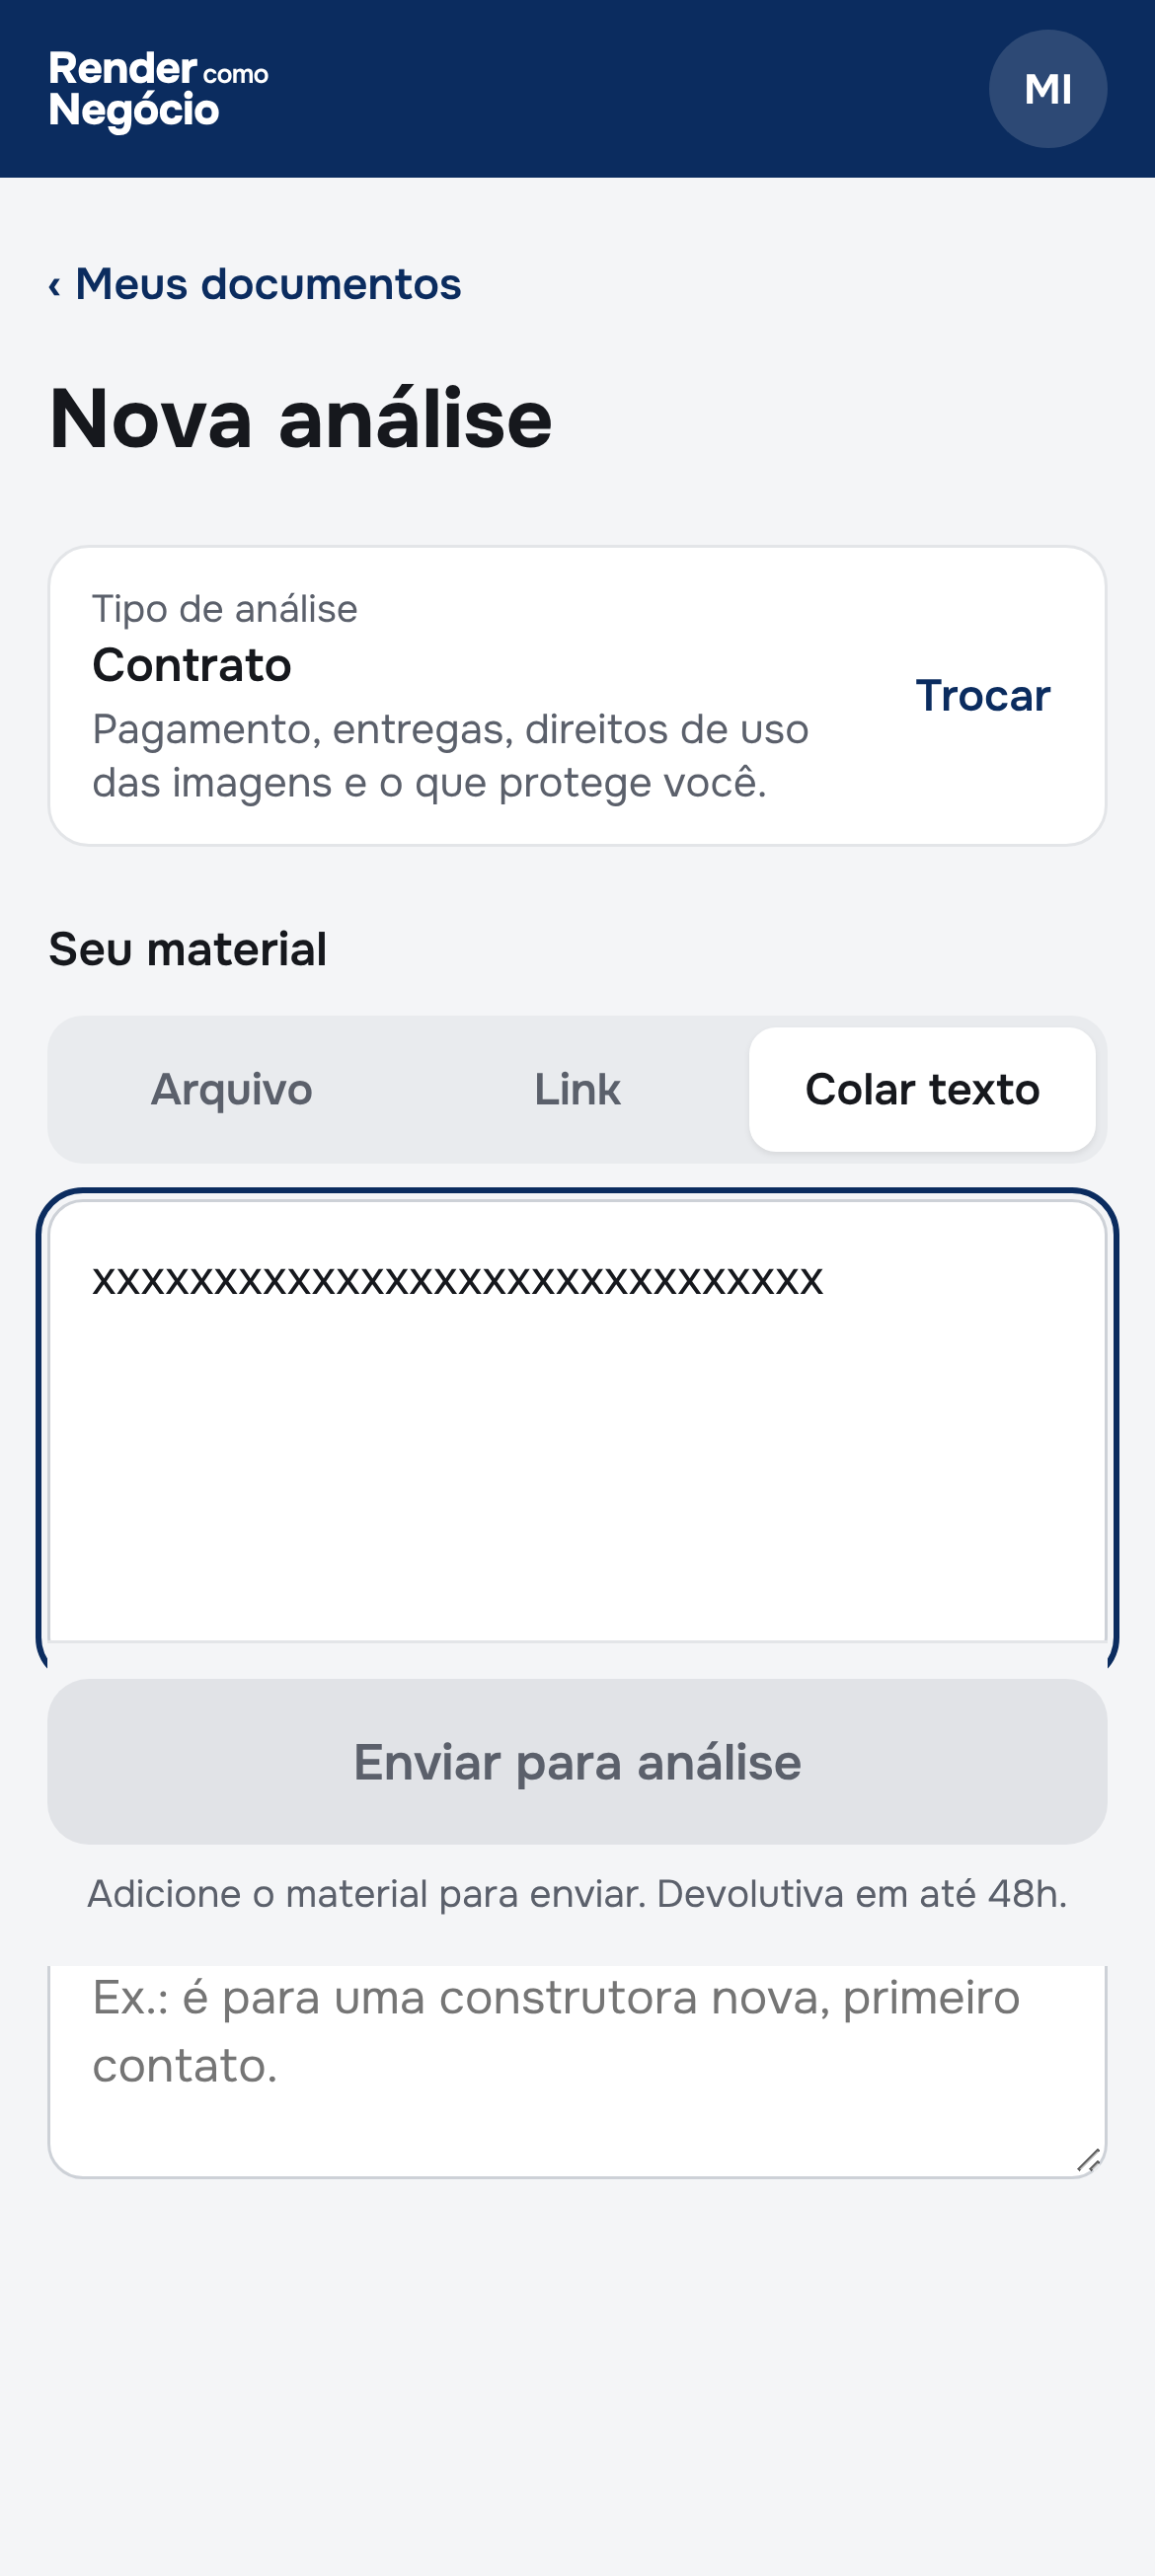 Render como
Negócio
MI
‹ Meus documentos
Nova análise
Tipo de análise
Contrato
Pagamento, entregas, direitos de uso
das imagens e o que protege você.
Trocar
Seu material
Arquivo
Link
Colar texto
xxxxxxxxxxxxxxxxxxxxxxxxxxxxxx
Enviar para análise
Adicione o material para enviar. Devolutiva em até 48h.
Ex.: é para uma construtora nova, primeiro
contato.